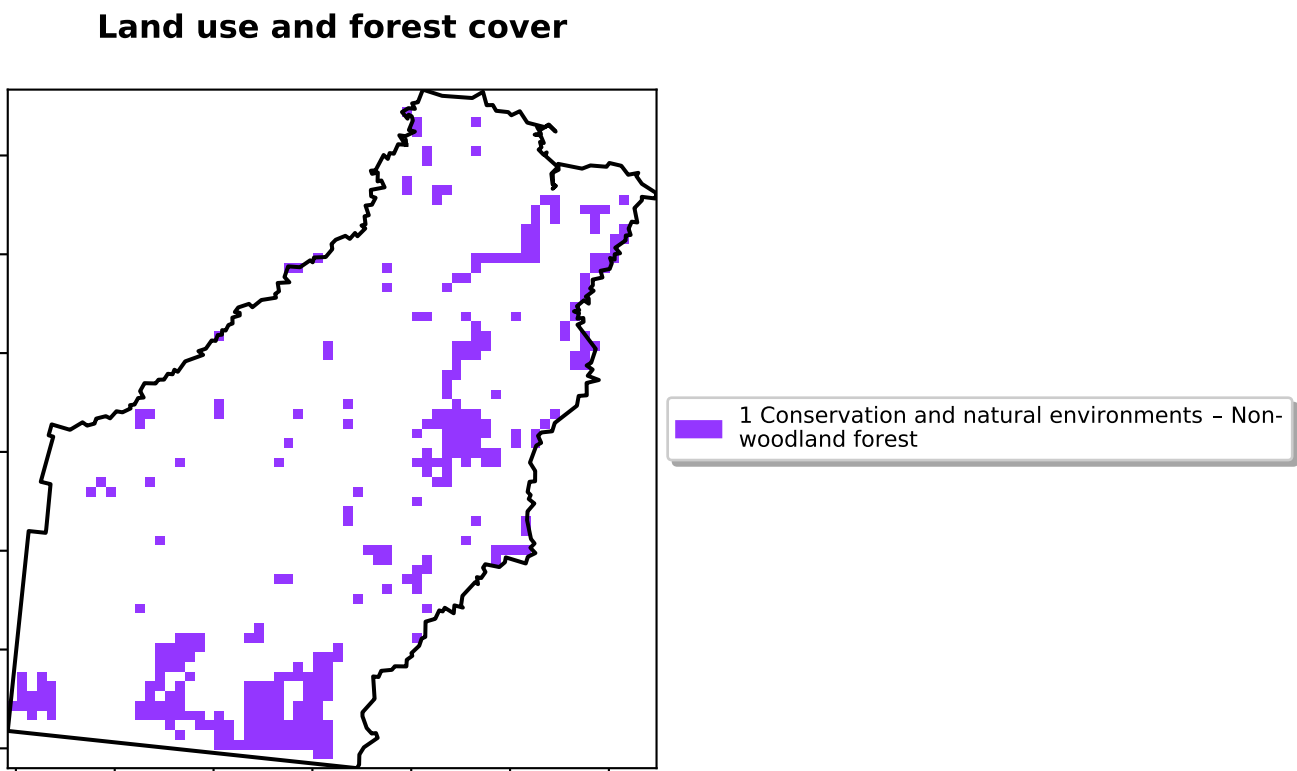 Land use and forest cover
1 Conservation and natural environments – Non-
woodland forest